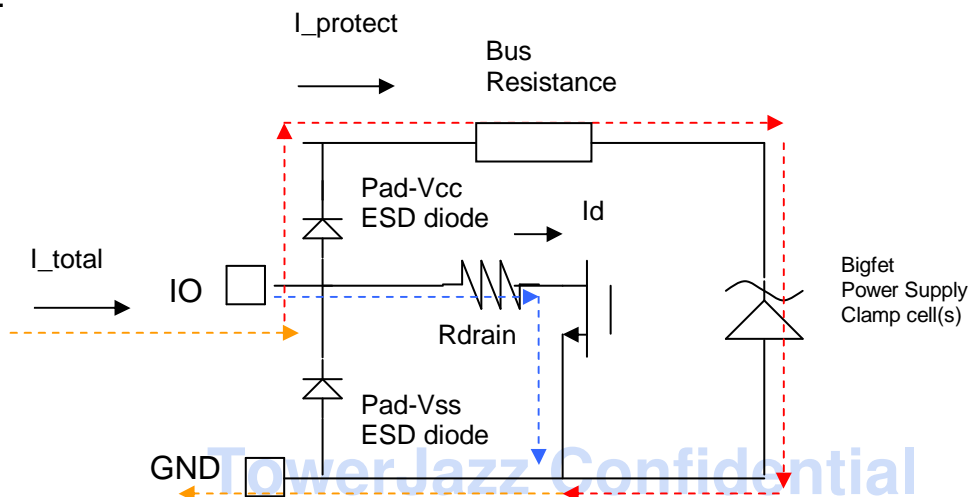 I_protect
Bus
Resistance
Pad-Vcc
ESD diode
Id
I_total
IO
Rdrain
Bigfet
Power Supply
Clamp cell(s)
Pad-Vss
ESD diode
GND
TowerJazz Confidential